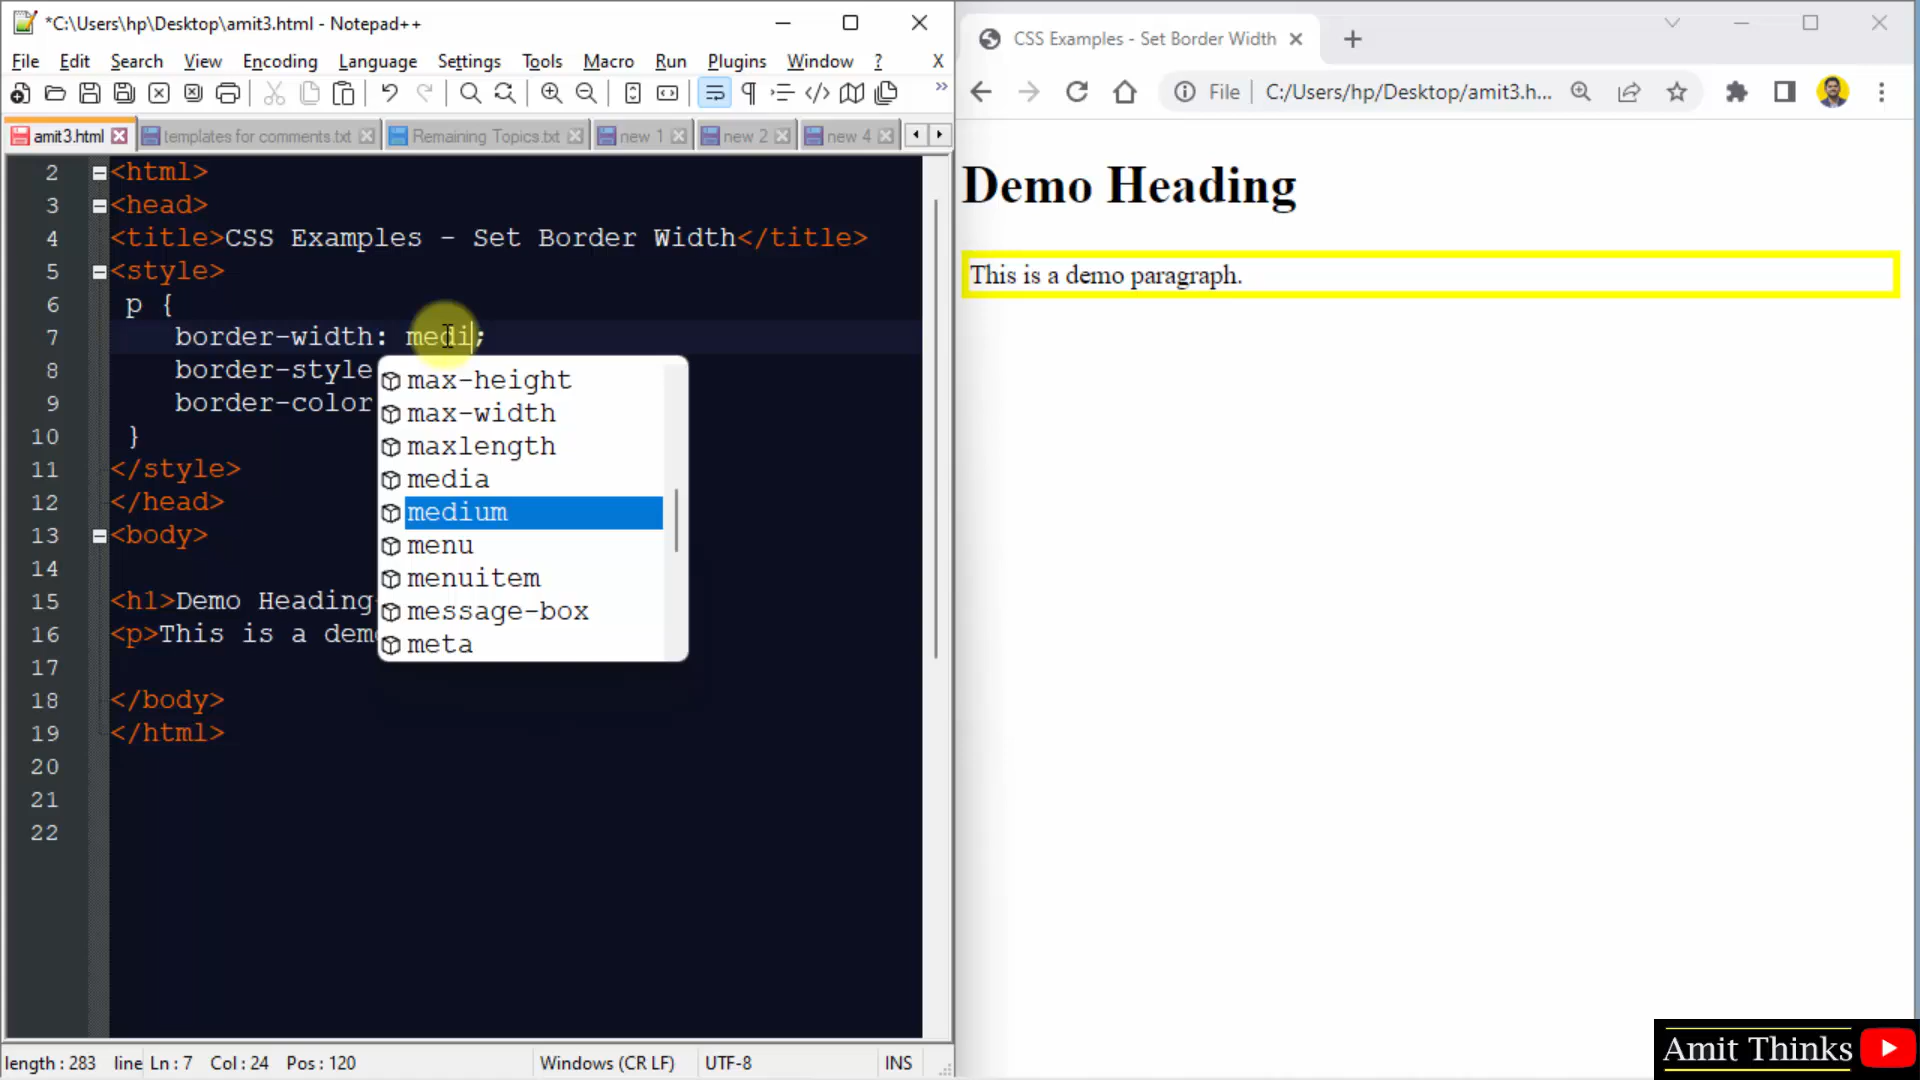 *C:\Users\hp\Desktop\amit3.html - Notepad++
File Edit Search View Encoding Language Settings Tools Macro Run Plugins Window ? X
amit3.html templates for comments.txt Remaining Topics.txt new 1 new 2 new 4
2 <html>
3 <head>
4 <title>CSS Examples - Set Border Width</title>
5 <style>
6 p {
7 border-width: medi;
8 border-style
9 border-color
10 }
11 </style>
12 </head>
13 <body>
14
15 <h1>Demo Heading
16 <p>This is a dem
17
18 </body>
19 </html>
20
21
22
max-height
max-width
maxlength
media
medium
menu
menuitem
message-box
meta
length : 283 line Ln : 7 Col : 24 Pos : 120 Windows (CR LF) UTF-8 INS
CSS Examples - Set Border Width
File C:/Users/hp/Desktop/amit3.h...
Demo Heading
This is a demo paragraph.
Amit Thinks